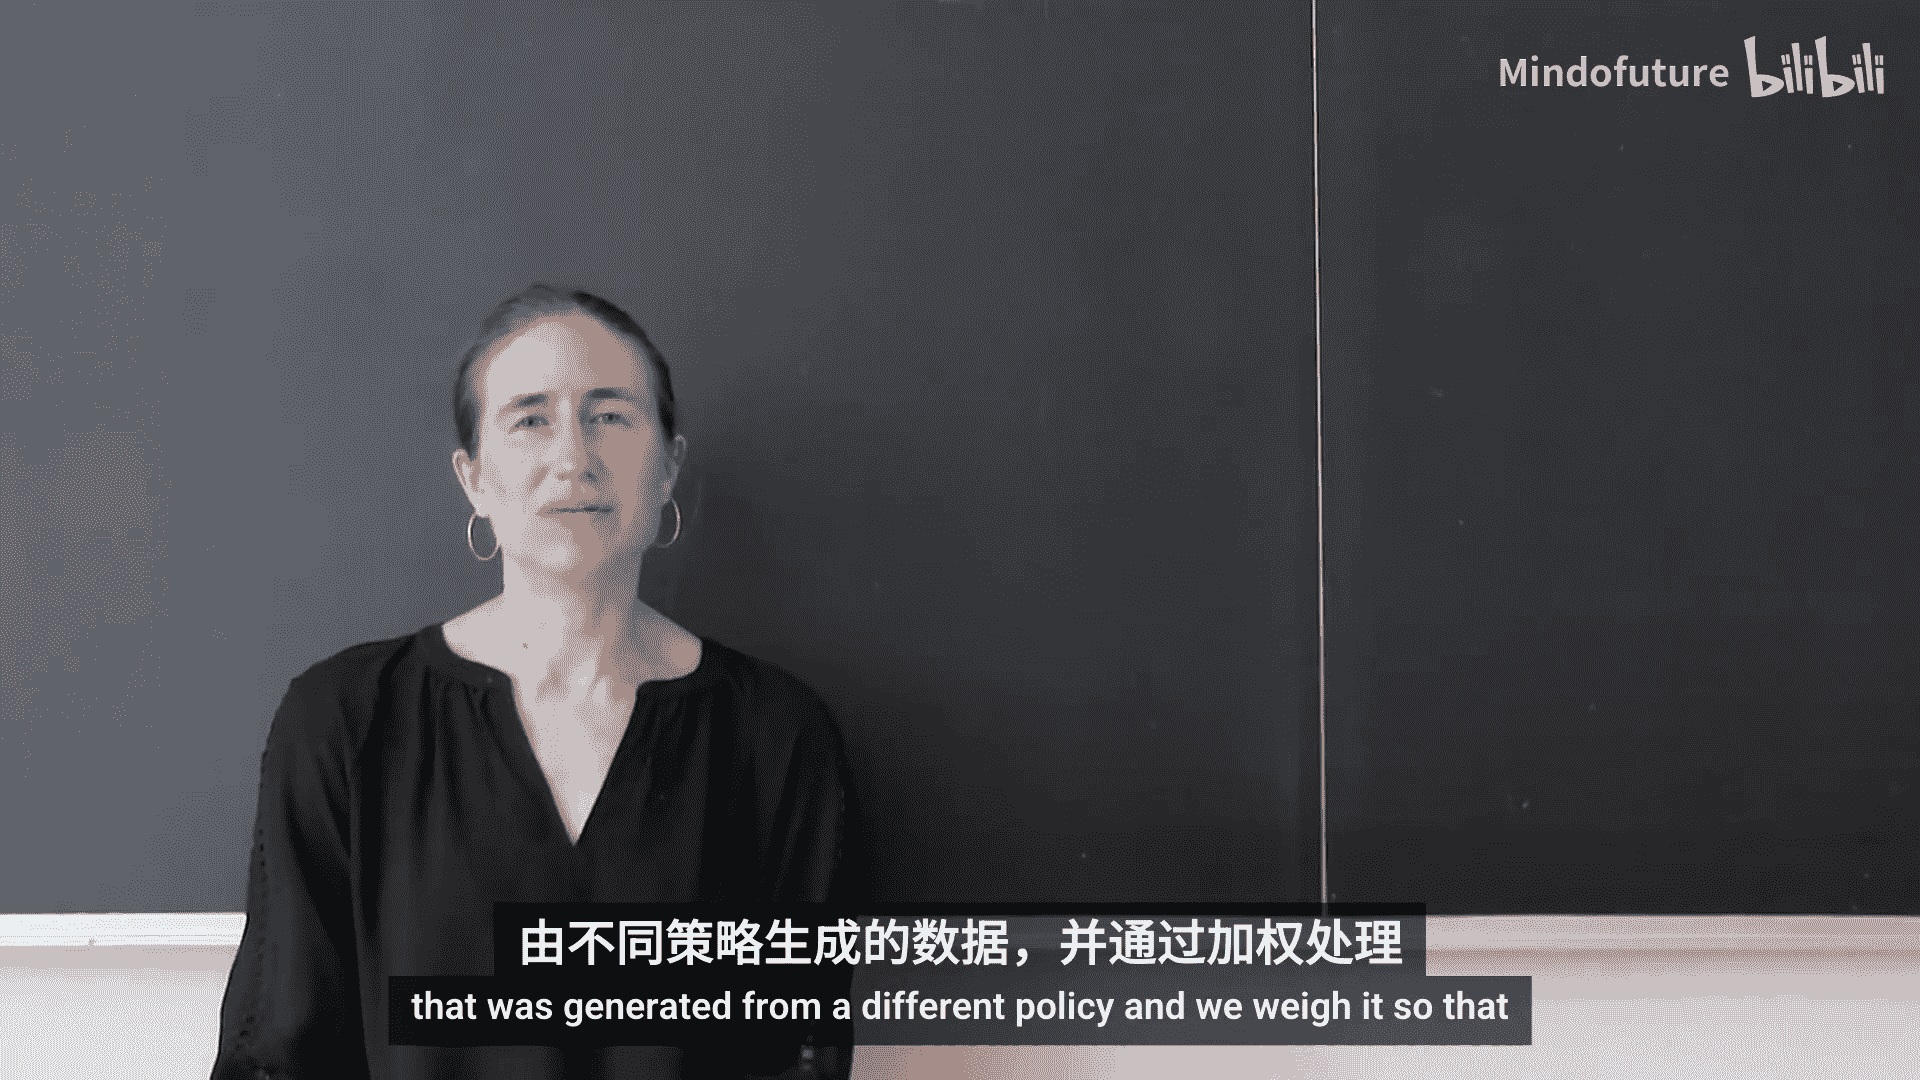 Mindofuture bilibili
由不同策略生成的数据，并通过加权处理
that was generated from a different policy and we weigh it so that